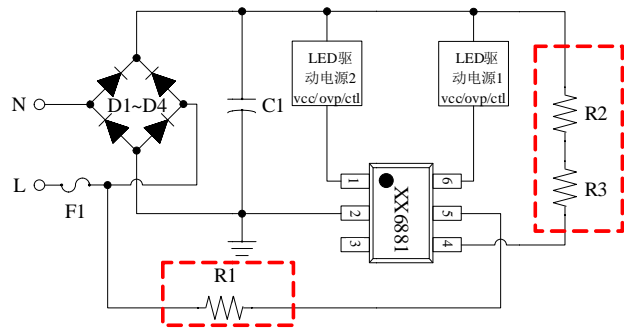 LED驱
动电源2
vcc/ovp/ctl
LED驱
动电源1
vcc/ovp/ctl
N
D1~D4
C1
R2
L
F1
XX6881
1
2
3
6
5
4
R3
R1